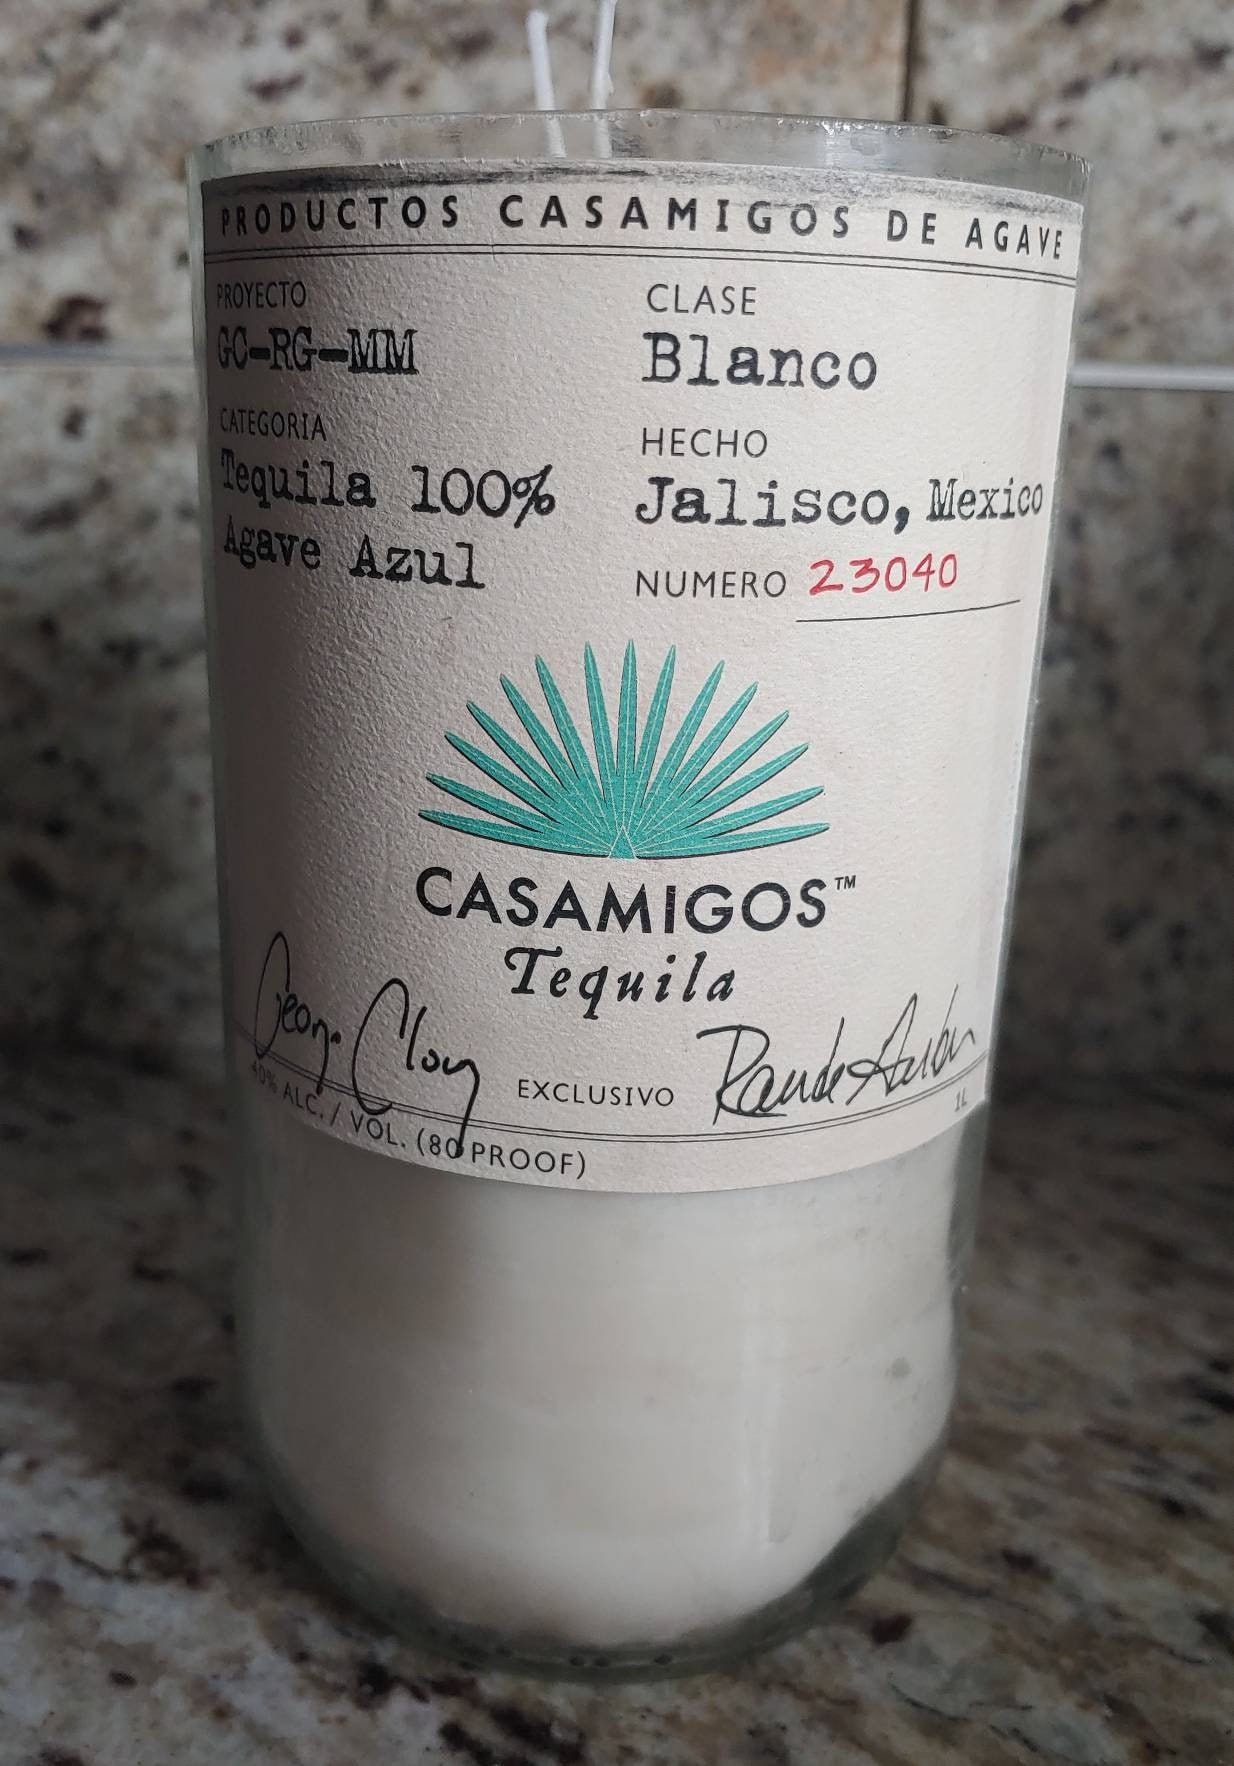 PRODUCTOS CASAMIGOS DE AGAVE
PROYECTO
GC-RG-MM
CATEGORIA
Tequila 100%
Agave Azul
CLASE
Blanco
HECHO
Jalisco, Mexico
NUMERO 23040
CASAMIGOS™
Tequila
EXCLUSIVO
40% ALC. / VOL. (80 PROOF)
1L